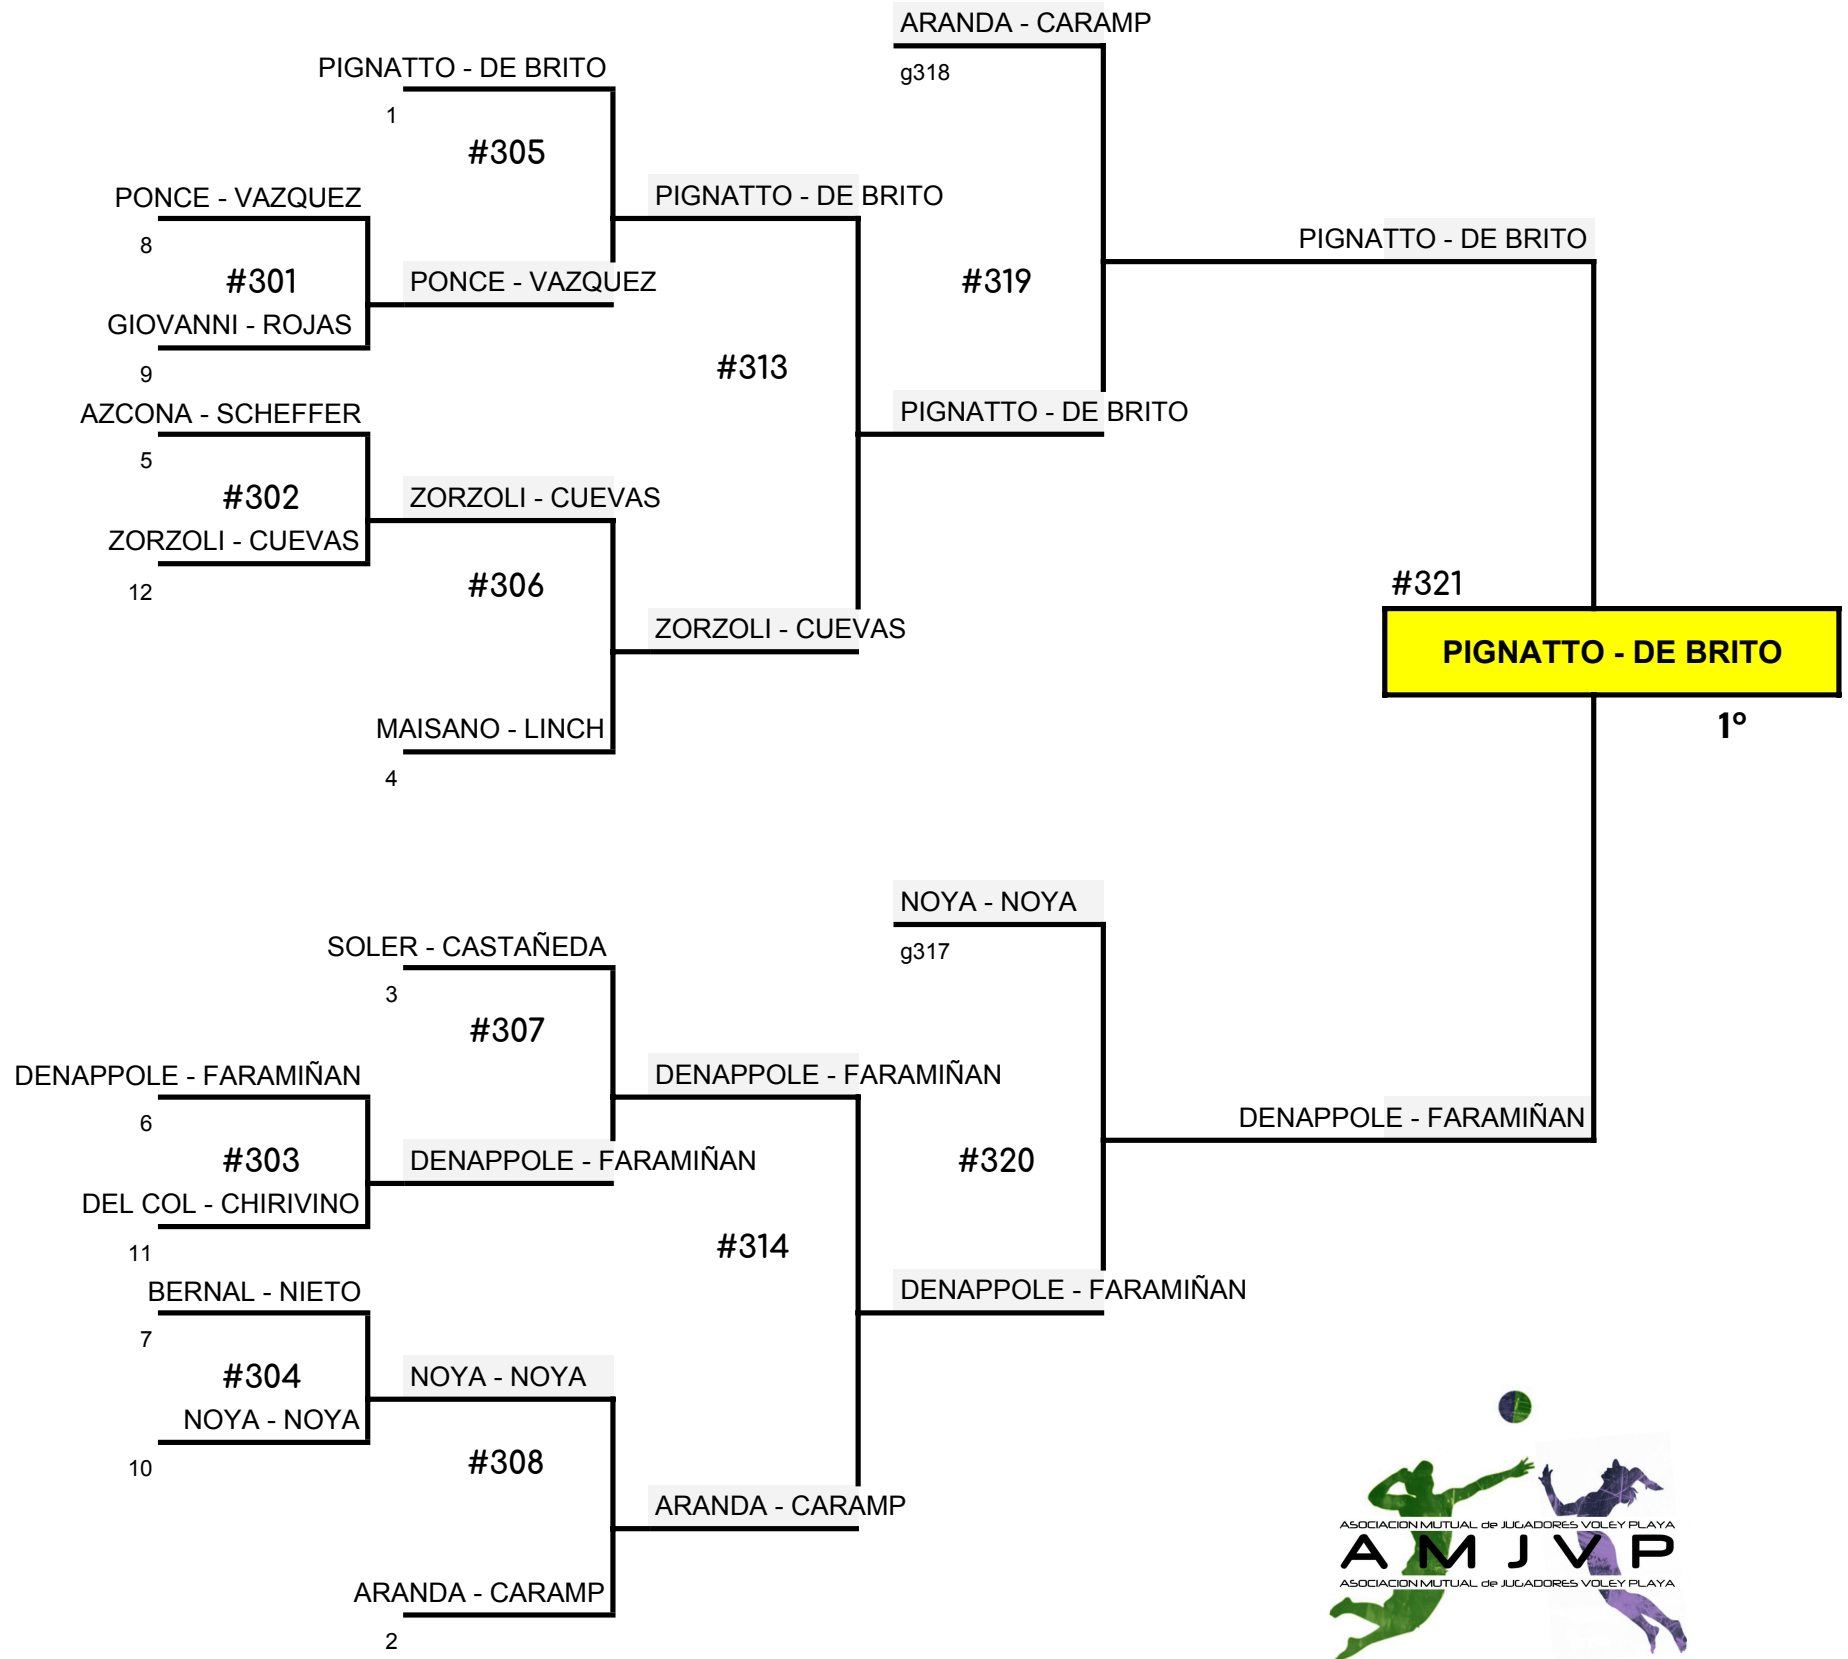 ARANDA - CARAMP
g318
PIGNATTO - DE BRITO
1
#305
PONCE - VAZQUEZ
8
PIGNATTO - DE BRITO
PIGNATTO - DE BRITO
#301
PONCE - VAZQUEZ
#319
GIOVANNI - ROJAS
9
#313
AZCONA - SCHEFFER
5
PIGNATTO - DE BRITO
#302
ZORZOLI - CUEVAS
ZORZOLI - CUEVAS
12
#306
#321
ZORZOLI - CUEVAS
PIGNATTO - DE BRITO
1°
MAISANO - LINCH
4
NOYA - NOYA
g317
SOLER - CASTAÑEDA
3
#307
DENAPPOLE - FARAMIÑAN
6
DENAPPOLE - FARAMIÑAN
DENAPPOLE - FARAMIÑAN
#303
DENAPPOLE - FARAMIÑAN
#320
DEL COL - CHIRIVINO
11
#314
BERNAL - NIETO
7
DENAPPOLE - FARAMIÑAN
#304
NOYA - NOYA
NOYA - NOYA
10
#308
ARANDA - CARAMP
ARANDA - CARAMP
2
ASOCIACION MUTUAL de JUGADORES VOLEY PLAYA
AMJVP
ASOCIACION MUTUAL de JUGADORES VOLEY PLAYA